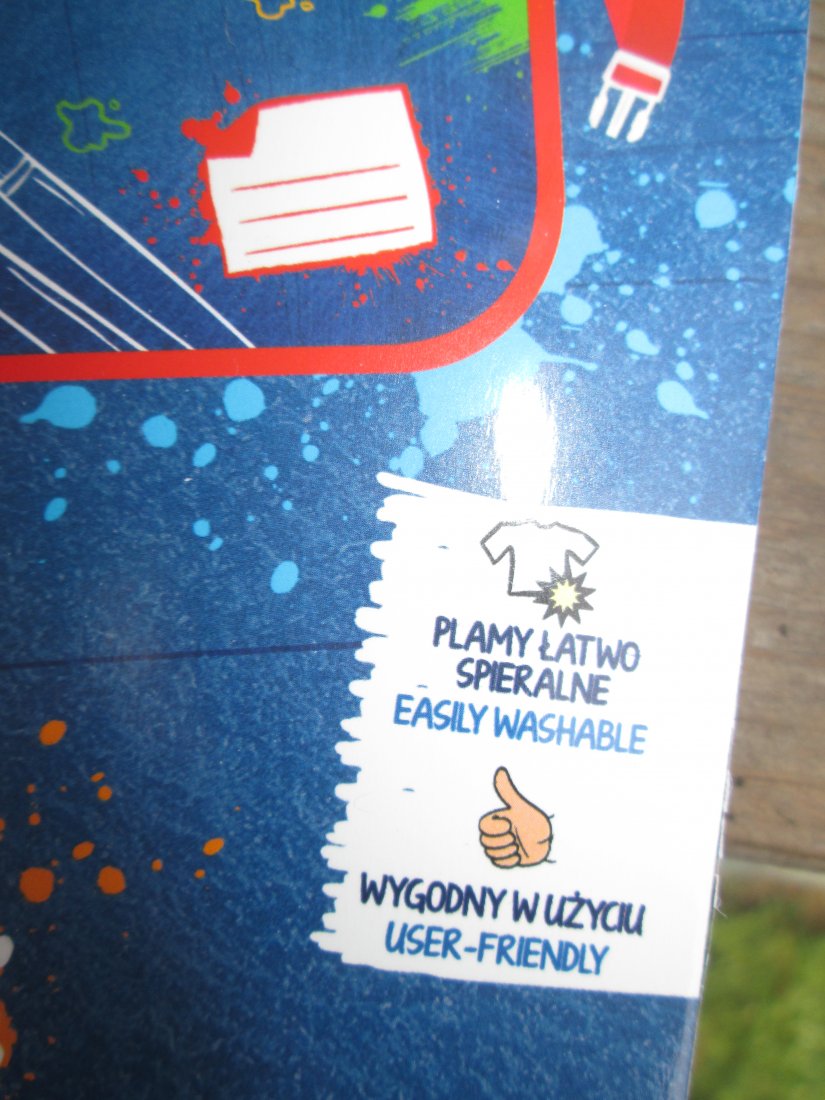 PLAMY ŁATWO
SPIERALNE
EASILY WASHABLE
WYGODNY W UŻYCIU
USER-FRIENDLY